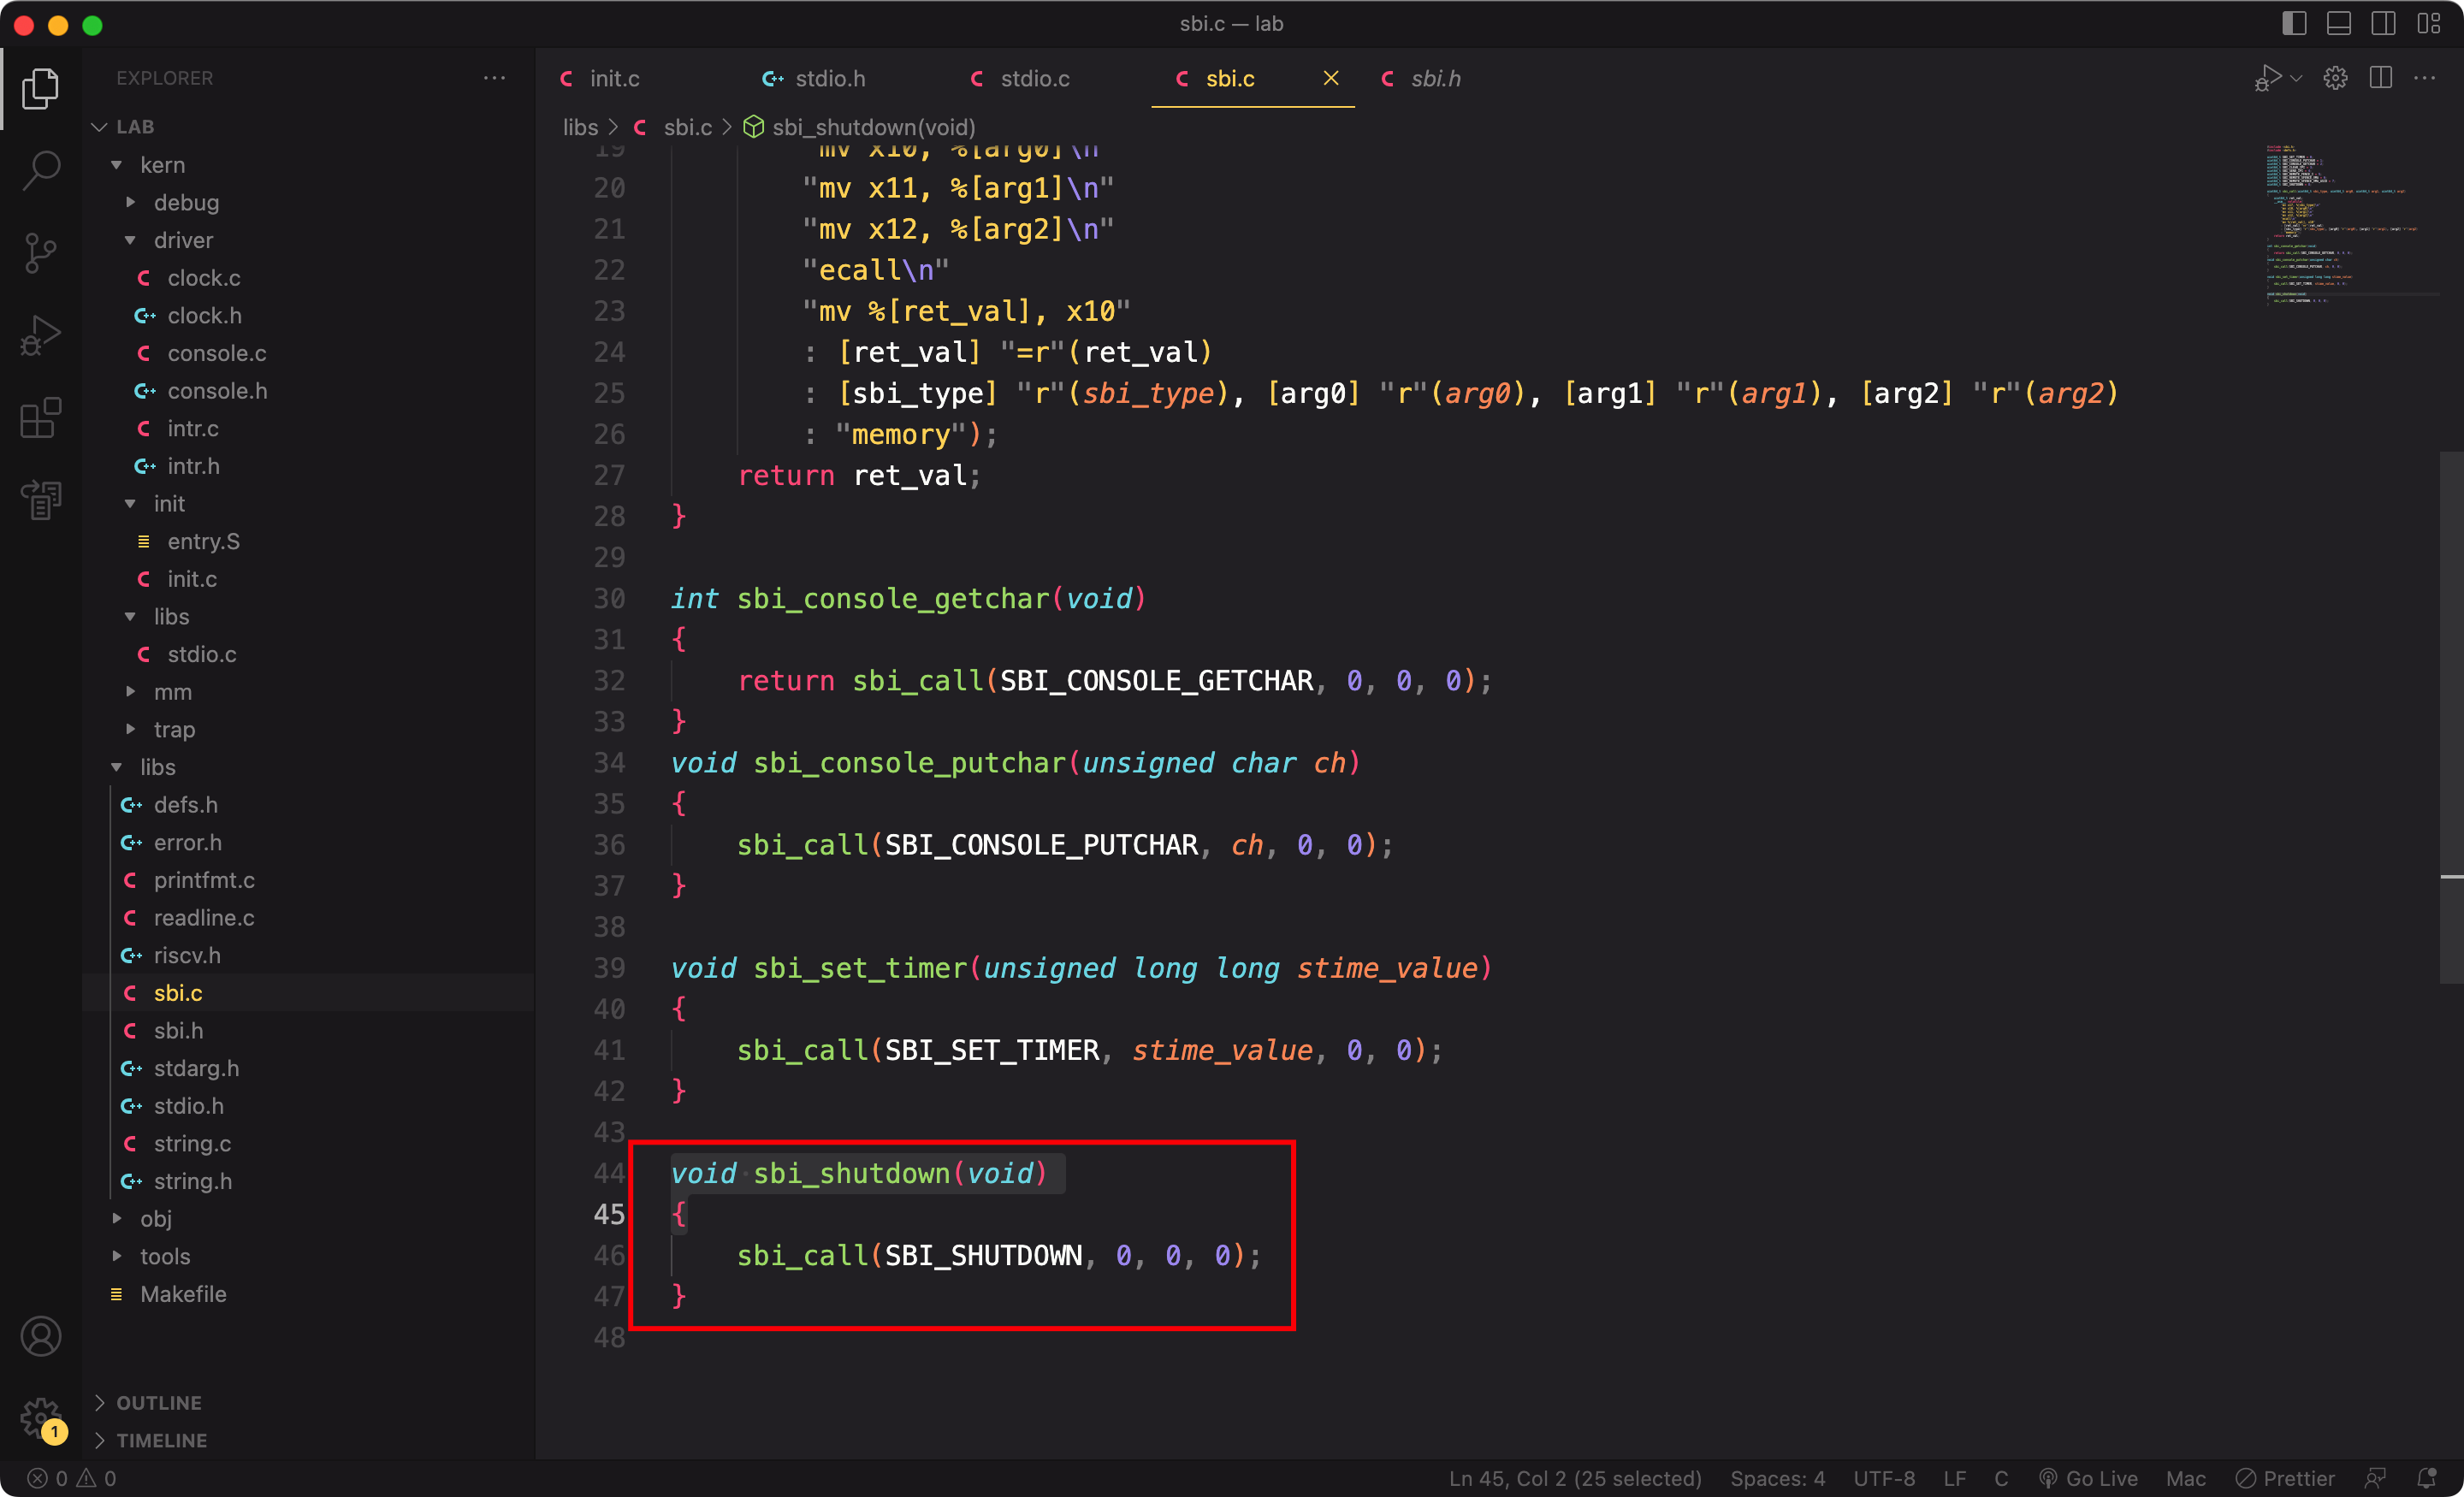 sbi.c — lab
EXPLORER
LAB
kern
debug
driver
clock.c
clock.h
console.c
console.h
intr.c
intr.h
init
entry.S
init.c
libs
stdio.c
mm
trap
libs
defs.h
error.h
printfmt.c
readline.c
riscv.h
sbi.c
sbi.h
stdarg.h
stdio.h
string.c
string.h
obj
tools
Makefile
OUTLINE
TIMELINE
init.c stdio.h stdio.c sbi.c sbi.h
libs > sbi.c > sbi_shutdown(void)
19 "mv x10, %[arg0]\n"
20 "mv x11, %[arg1]\n"
21 "mv x12, %[arg2]\n"
22 "ecall\n"
23 "mv %[ret_val], x10"
24 : [ret_val] "=r"(ret_val)
25 : [sbi_type] "r"(sbi_type), [arg0] "r"(arg0), [arg1] "r"(arg1), [arg2] "r"(arg2)
26 : "memory");
27 return ret_val;
28 }
29
30 int sbi_console_getchar(void)
31 {
32 return sbi_call(SBI_CONSOLE_GETCHAR, 0, 0, 0);
33 }
34 void sbi_console_putchar(unsigned char ch)
35 {
36 sbi_call(SBI_CONSOLE_PUTCHAR, ch, 0, 0);
37 }
38
39 void sbi_set_timer(unsigned long long stime_value)
40 {
41 sbi_call(SBI_SET_TIMER, stime_value, 0, 0);
42 }
43
44 void sbi_shutdown(void)
45 {
46 sbi_call(SBI_SHUTDOWN, 0, 0, 0);
47 }
48
1
0 0 Ln 45, Col 2 (25 selected) Spaces: 4 UTF-8 LF C Go Live Mac Prettier